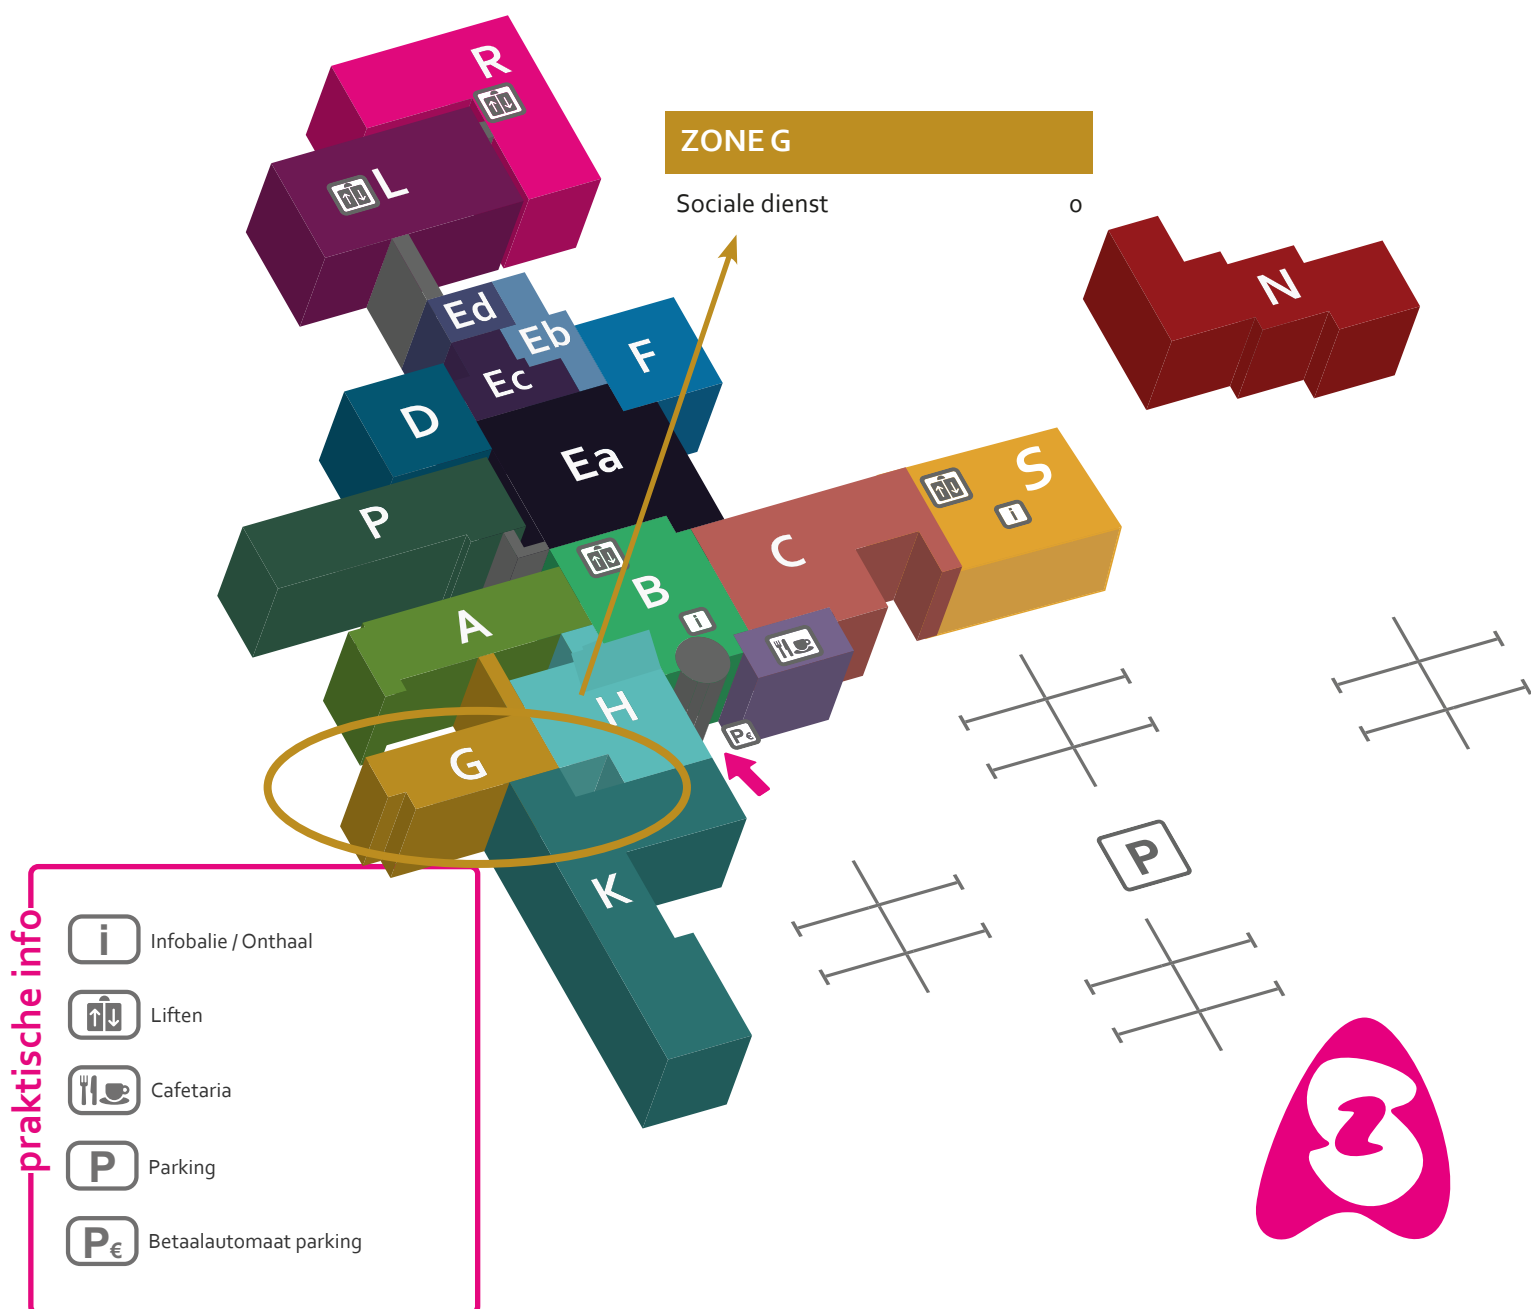 R
L
ZONE G
Sociale dienst 0
N
Ed
Eb
F
Ec
D
Ea
S
i
P
C
B
i
A
H
P€
G
K
P
praktische info
i Infobalie / Onthaal
Liften
Cafetaria
P Parking
P€ Betaalautomaat parking